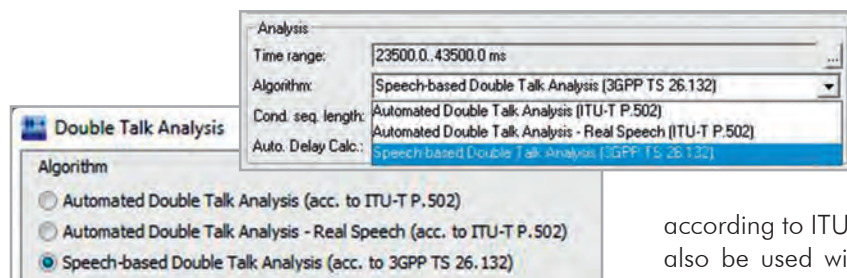 Analysis
Time range: 23500.0..43500.0 ms ...
Algorithm: Speech-based Double Talk Analysis (3GPP TS 26.132)
Cond. seq. length: Automated Double Talk Analysis (ITU-T P.502)
Automated Double Talk Analysis - Real Speech (ITU-T P.502)
Auto. Delay Calc.: Speech-based Double Talk Analysis (3GPP TS 26.132)
Double Talk Analysis
Algorithm
Automated Double Talk Analysis (acc. to ITU-T P.502)
Automated Double Talk Analysis - Real Speech (acc. to ITU-T P.502)
Speech-based Double Talk Analysis (acc. to 3GPP TS 26.132)
according to ITU
also be used wi